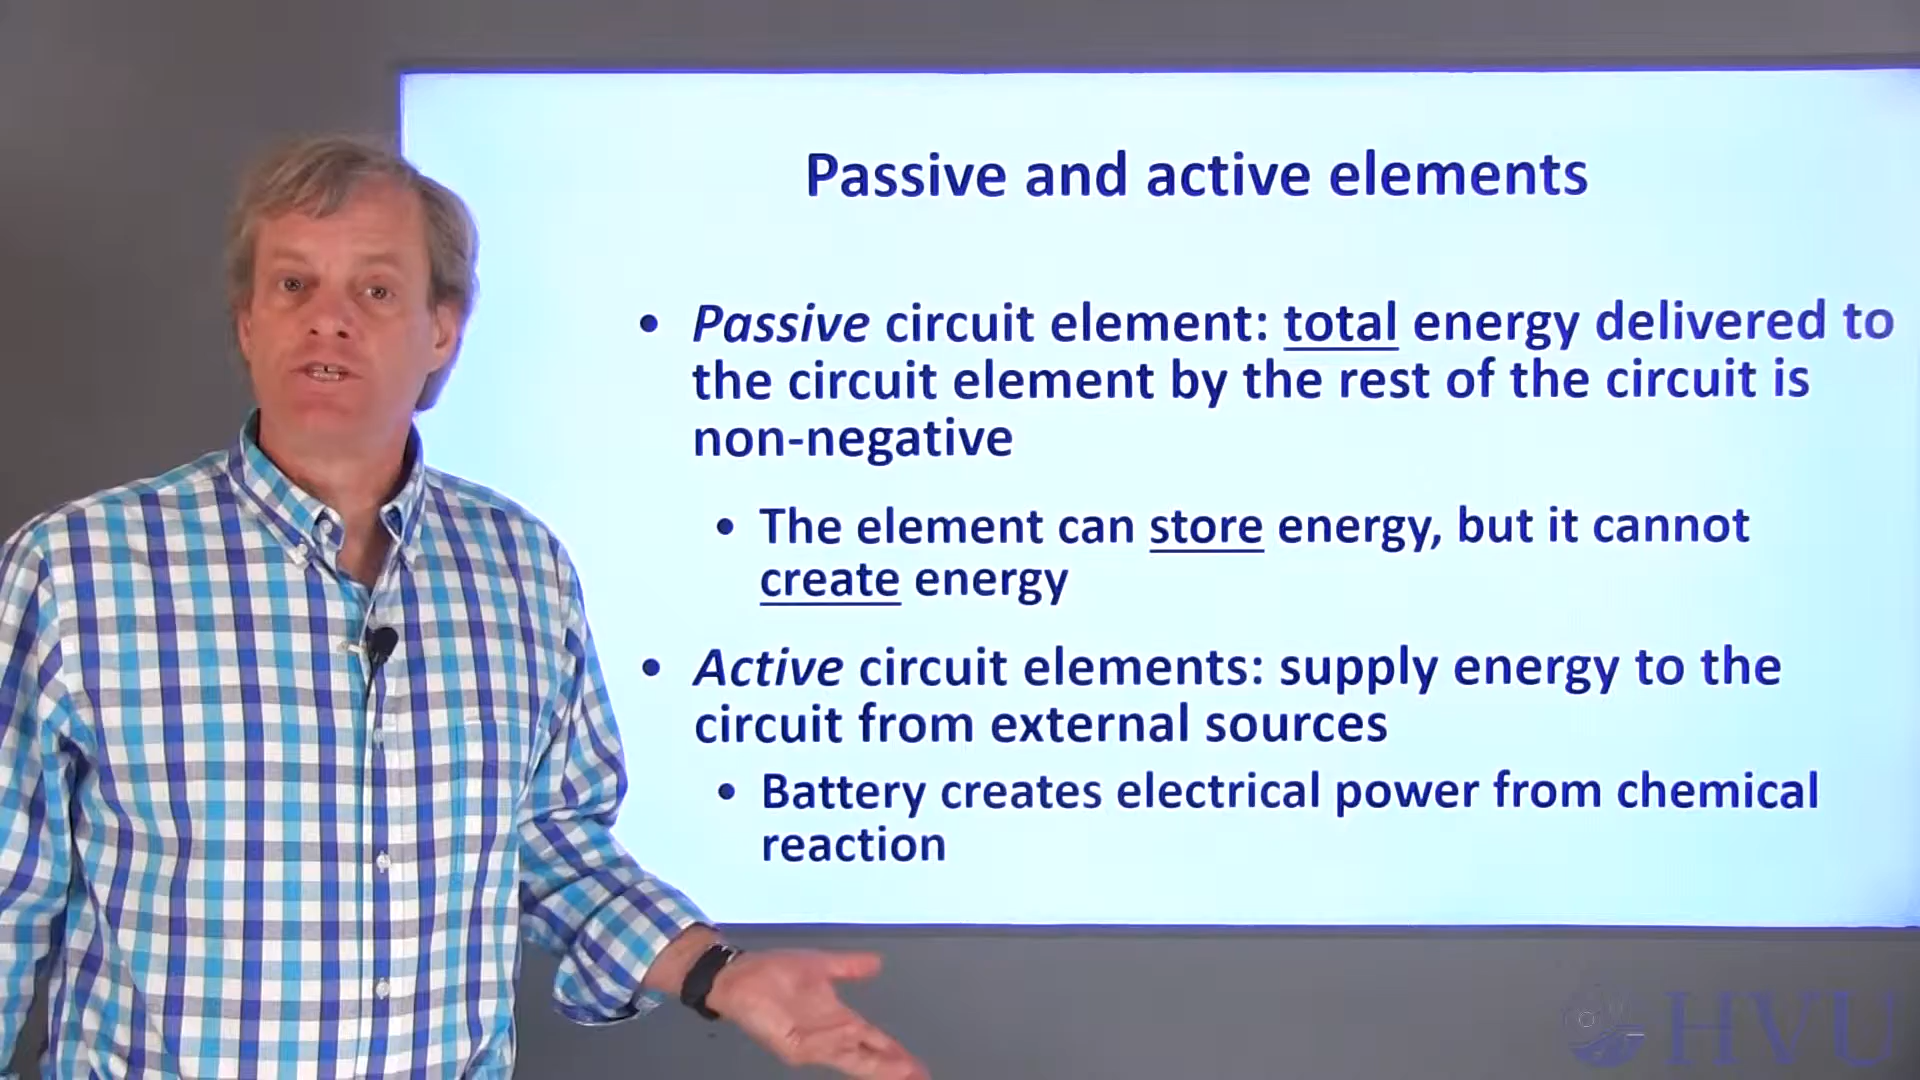 Passive and active elements
• Passive circuit element: total energy delivered to
the circuit element by the rest of the circuit is
non-negative
• The element can store energy, but it cannot
create energy
• Active circuit elements: supply energy to the
circuit from external sources
• Battery creates electrical power from chemical
reaction
HVU